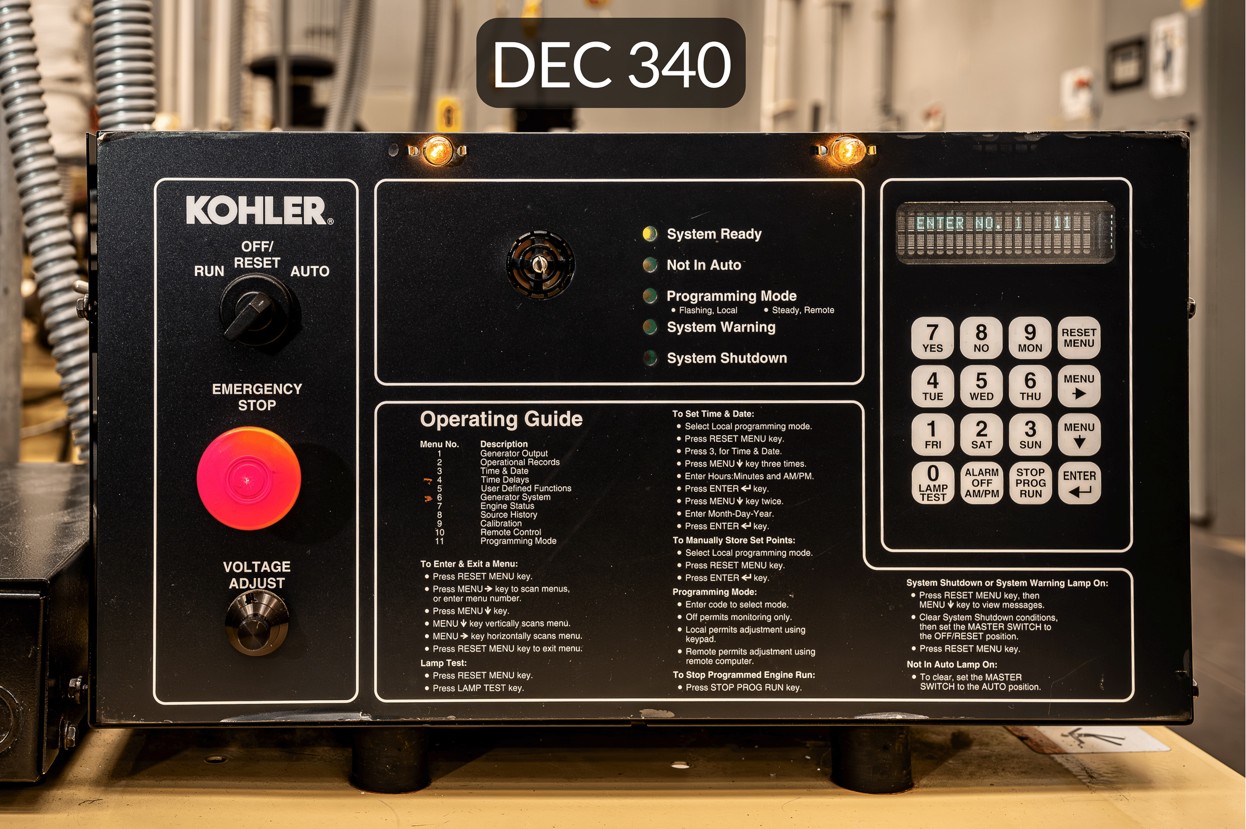 DEC 340
KOHLER®
OFF/
RESET
RUN
AUTO
EMERGENCY
STOP
VOLTAGE
ADJUST
System Ready
Not In Auto
Programming Mode
• Flashing, Local • Steady, Remote
System Warning
System Shutdown
ENTER NO. 1 11
7
YES
8
NO
9
MON
RESET
MENU
4
TUE
5
WED
6
THU
MENU
→
1
FRI
2
SAT
3
SUN
MENU
↓
0
LAMP
TEST
ALARM
OFF
AM/PM
STOP
PROG
RUN
ENTER
↵
Operating Guide
Menu No. Description
1 Generator Output
2 Operational Records
3 Time & Date
4 Time Delays
5 User Defined Functions
6 Generator System
7 Engine Status
8 Source History
9 Calibration
10 Remote Control
11 Programming Mode
To Enter & Exit a Menu:
• Press RESET MENU key.
• Press MENU → key to scan menus,
or enter menu number.
• Press MENU ↓ key.
• MENU ↓ key vertically scans menu.
• MENU → key horizontally scans menu.
• Press RESET MENU key to exit menu.
Lamp Test:
• Press RESET MENU key.
• Press LAMP TEST key.
To Set Time & Date:
• Select Local programming mode.
• Press RESET MENU key.
• Press 3, for Time & Date.
• Press MENU ↓ key three times.
• Enter Hours:Minutes and AM/PM.
• Press ENTER ↵ key.
• Press MENU ↓ key twice.
• Enter Month-Day-Year.
• Press ENTER ↵ key.
To Manually Store Set Points:
• Select Local programming mode.
• Press RESET MENU key.
• Press ENTER ↵ key.
Programming Mode:
• Enter code to select mode.
• Off permits monitoring only.
• Local permits adjustment using
keypad.
• Remote permits adjustment using
remote computer.
To Stop Programmed Engine Run:
• Press STOP PROG RUN key.
System Shutdown or System Warning Lamp On:
• Press RESET MENU key, then
MENU ↓ key to view messages.
• Clear System Shutdown conditions,
then set the MASTER SWITCH to
the OFF/RESET position.
• Press RESET MENU key.
Not In Auto Lamp On:
• To clear, set the MASTER
SWITCH to the AUTO position.